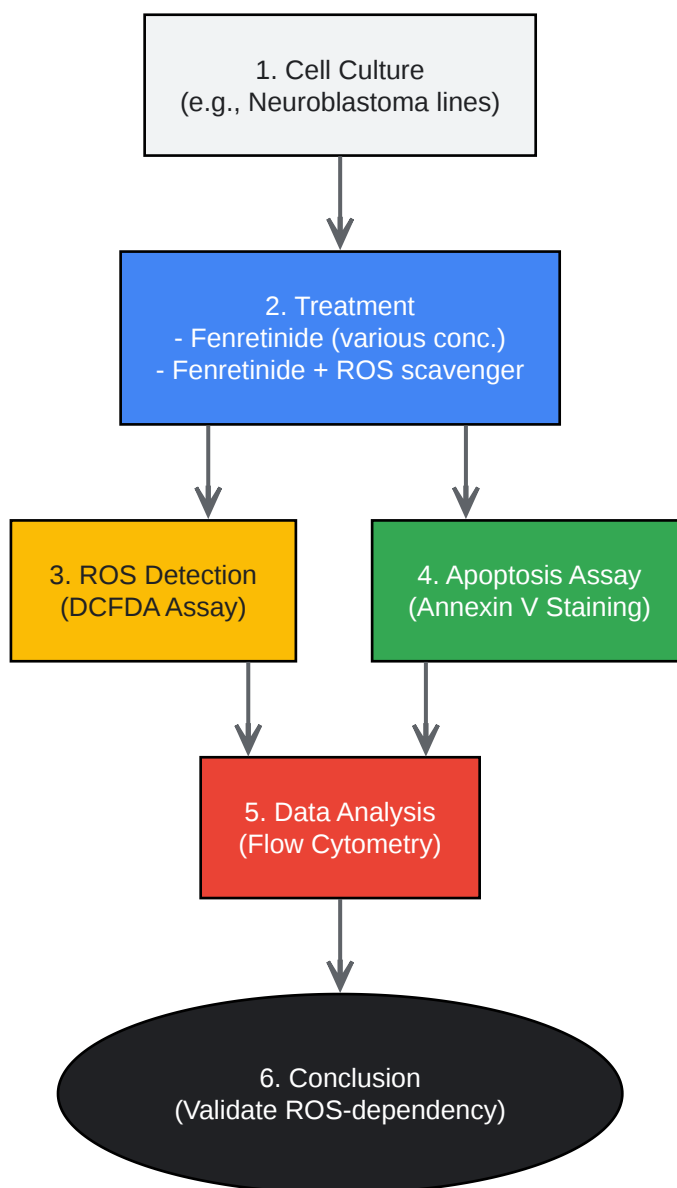 1. Cell Culture
(e.g., Neuroblastoma lines)
2. Treatment
- Fenretinide (various conc.)
- Fenretinide + ROS scavenger
3. ROS Detection
(DCFDA Assay)
4. Apoptosis Assay
(Annexin V Staining)
5. Data Analysis
(Flow Cytometry)
6. Conclusion
(Validate ROS-dependency)